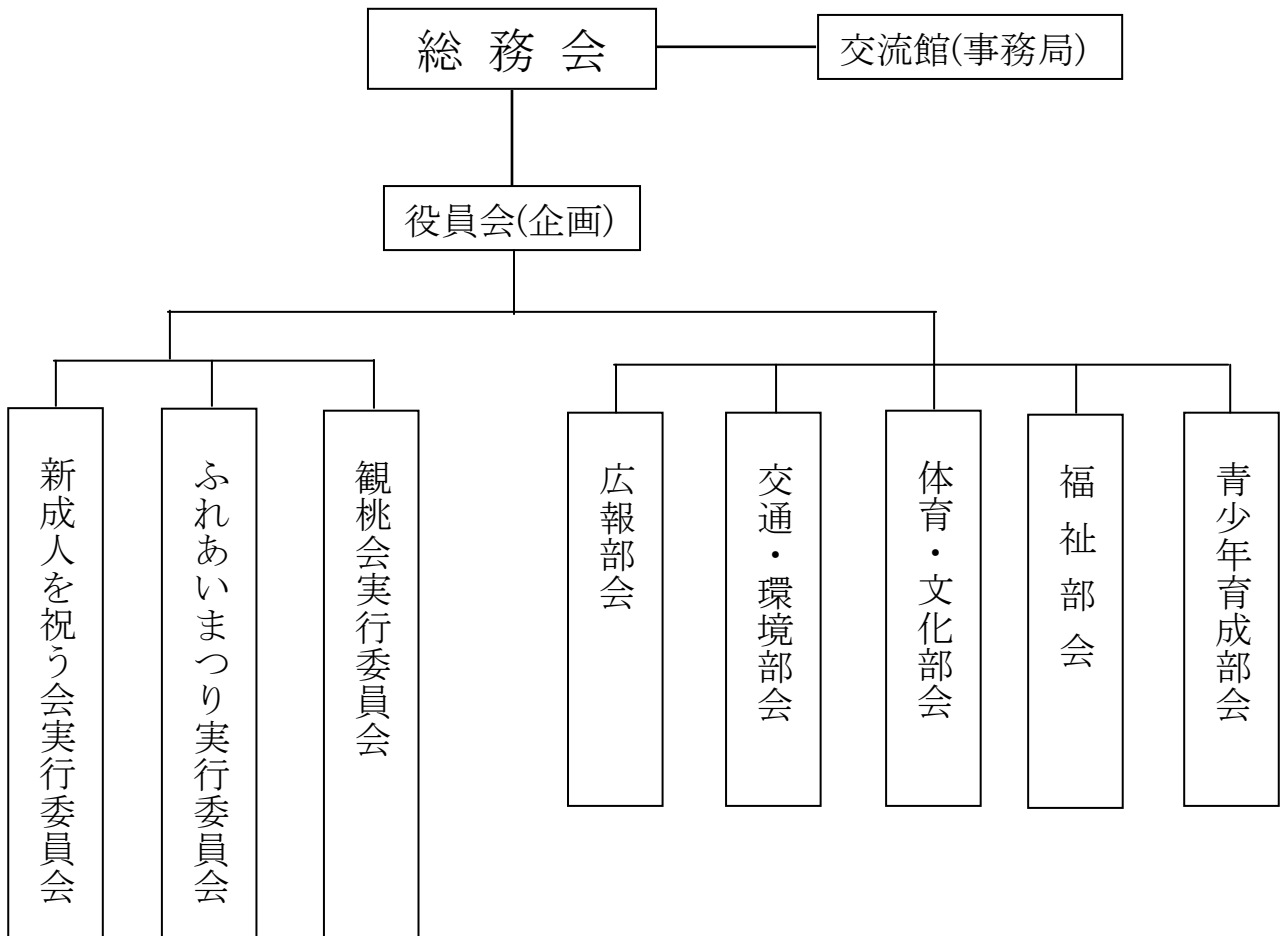 総務会
交流館(事務局)
役員会(企画)
新成人を祝う会実行委員会
ふれあいまつり実行委員会
観桃会実行委員会
広報部会
交通・環境部会
体育・文化部会
福祉部会
青少年育成部会